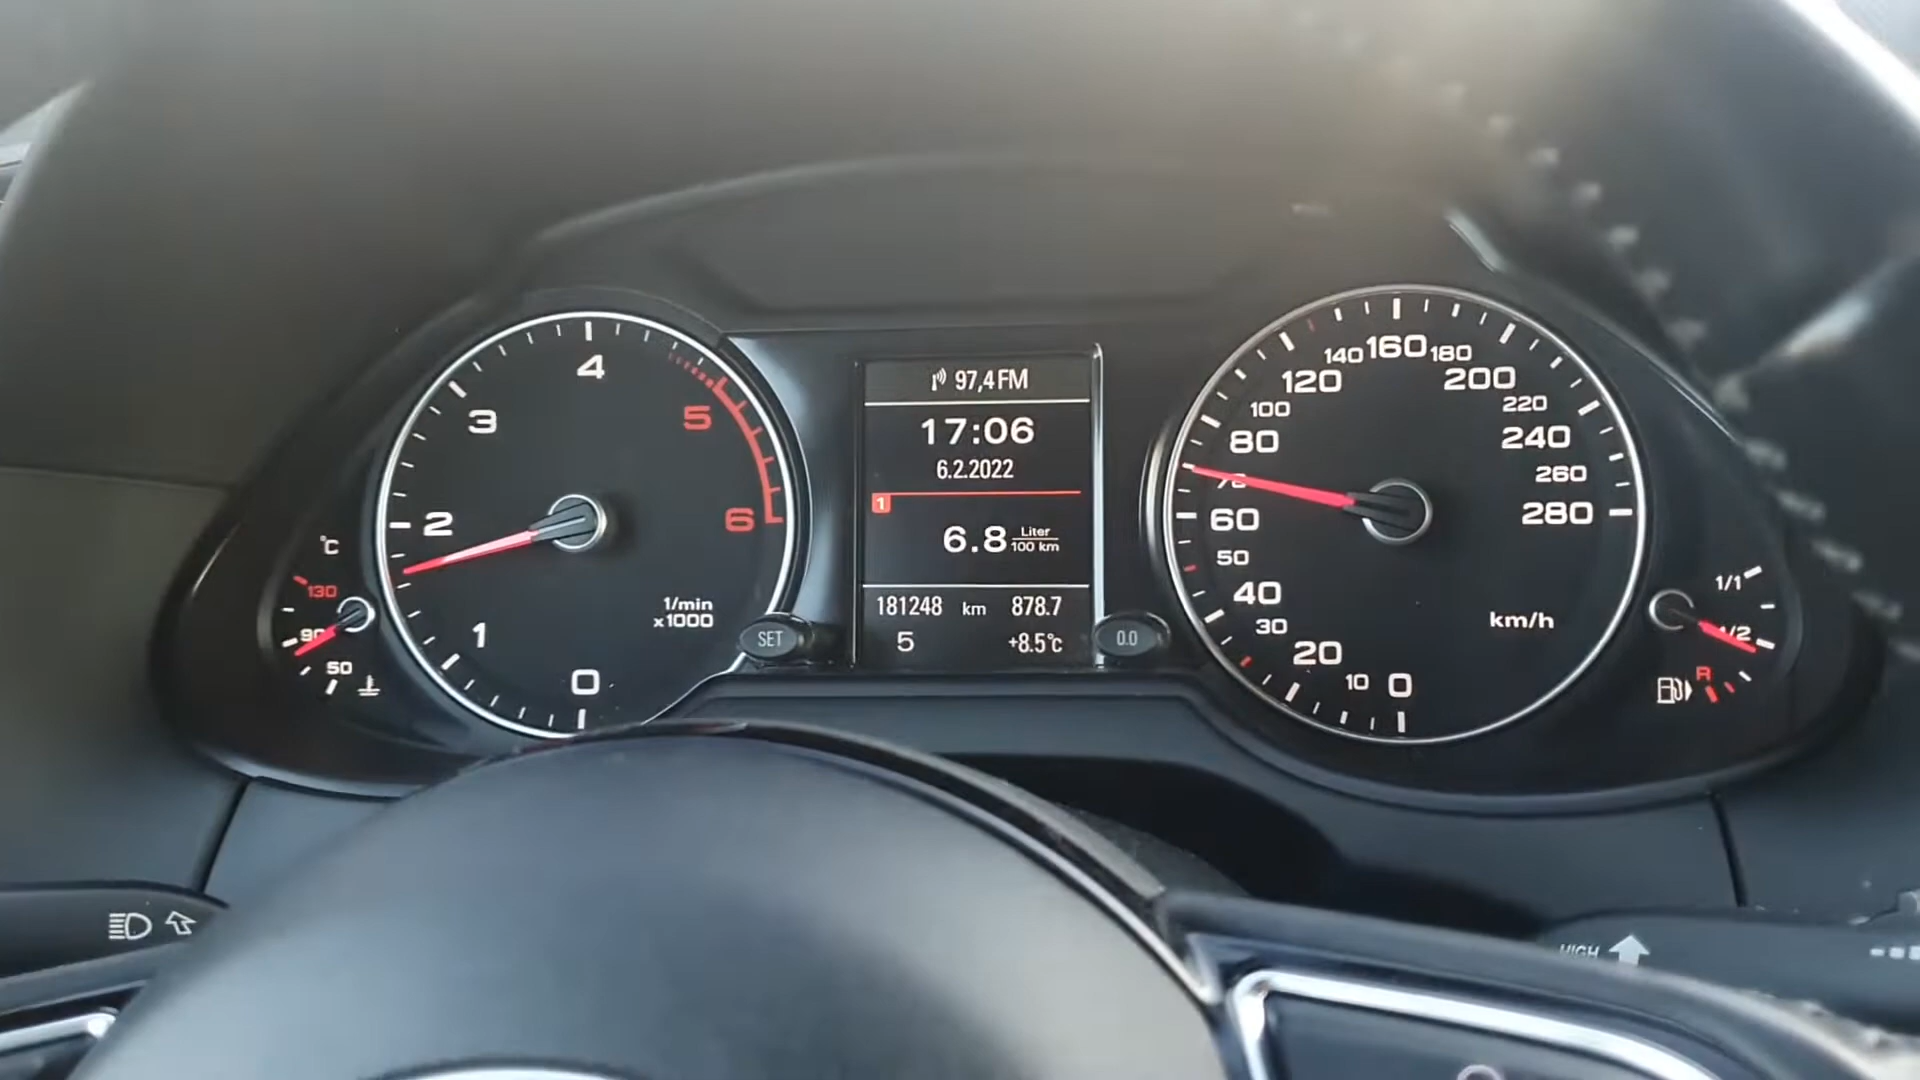 97,4 FM
17:06
6.2.2022
1
6.8 Liter
100 km
181248 km 878.7
5 +8.5°C
SET
0.0
0
1
2
3
4
5
6
1/min
x1000
°C
130
90
50
0
10
20
30
40
50
60
80
100
120
140
160
180
200
220
240
260
280
km/h
1/1
1/2
R
HIGH